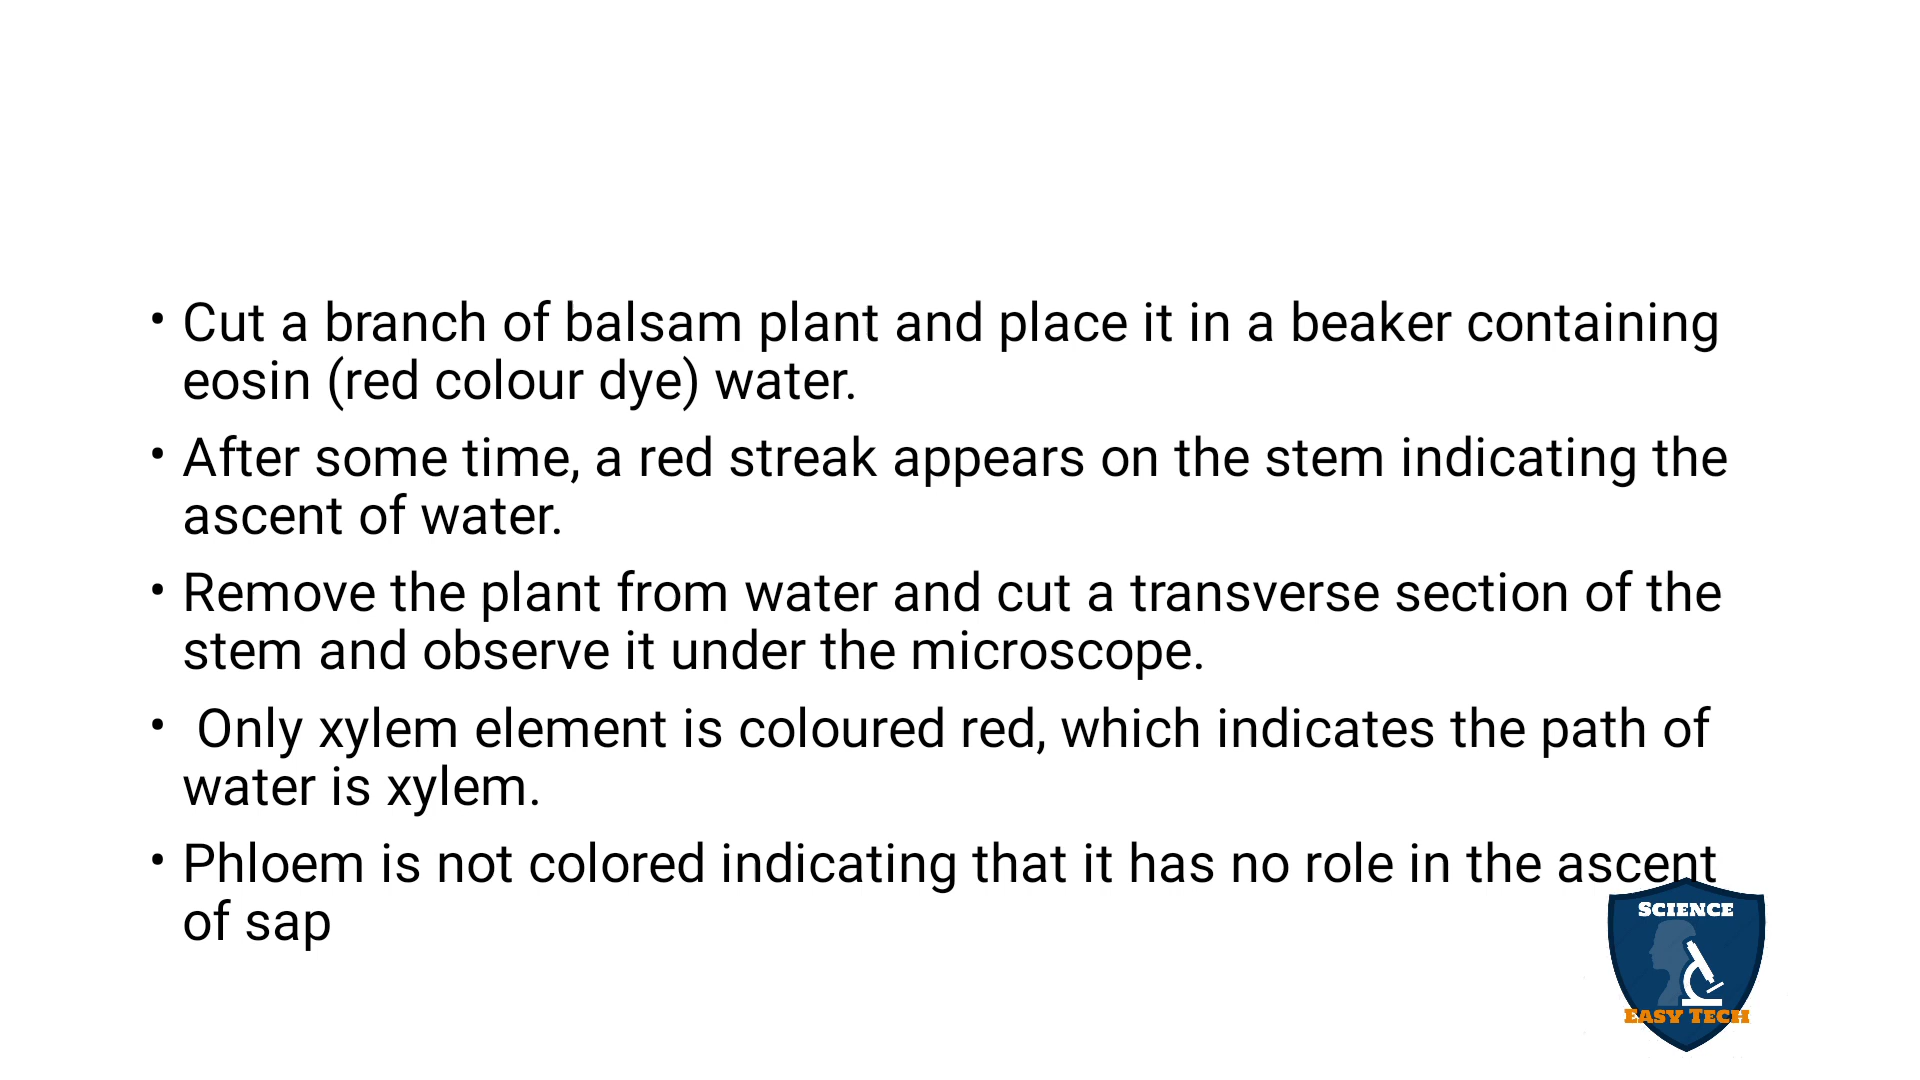 • Cut a branch of balsam plant and place it in a beaker containing
eosin (red colour dye) water.
• After some time, a red streak appears on the stem indicating the
ascent of water.
• Remove the plant from water and cut a transverse section of the
stem and observe it under the microscope.
• Only xylem element is coloured red, which indicates the path of
water is xylem.
• Phloem is not colored indicating that it has no role in the ascent
of sap
SCIENCE
EASY TECH